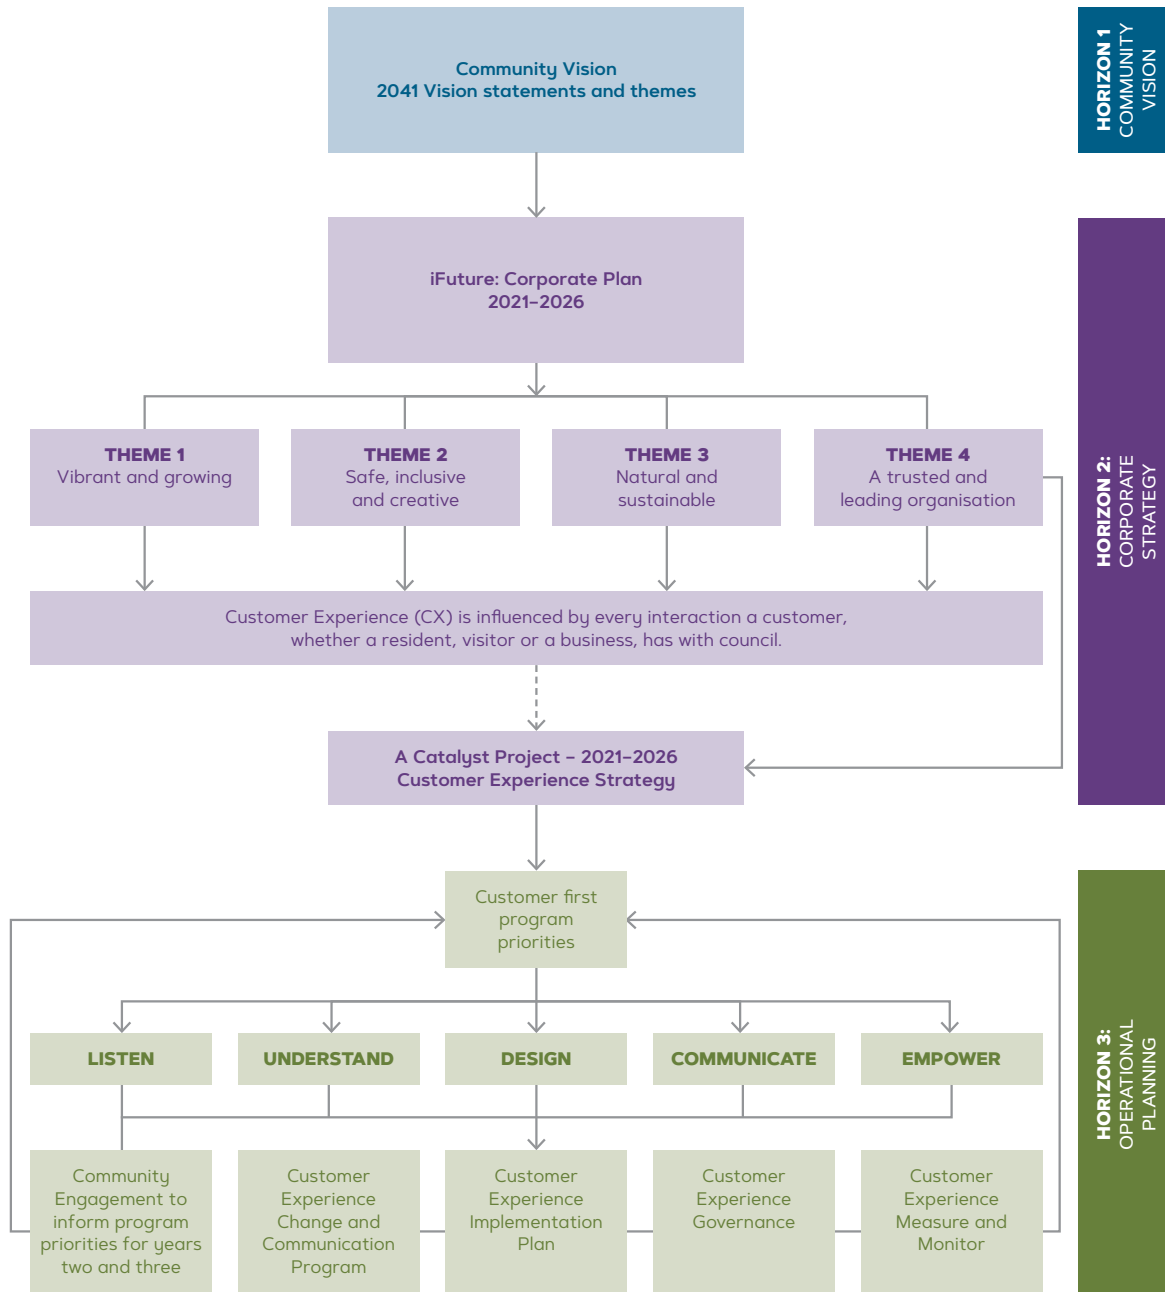 Community Vision
2041 Vision statements and themes
HORIZON 1
COMMUNITY
VISION
iFuture: Corporate Plan
2021–2026
THEME 1
Vibrant and growing
THEME 2
Safe, inclusive
and creative
THEME 3
Natural and
sustainable
THEME 4
A trusted and
leading organisation
HORIZON 2:
CORPORATE
STRATEGY
Customer Experience (CX) is influenced by every interaction a customer,
whether a resident, visitor or a business, has with council.
A Catalyst Project – 2021–2026
Customer Experience Strategy
Customer first
program
priorities
LISTEN
UNDERSTAND
DESIGN
COMMUNICATE
EMPOWER
HORIZON 3:
OPERATIONAL
PLANNING
Community
Engagement to
inform program
priorities for years
two and three
Customer
Experience
Change and
Communication
Program
Customer
Experience
Implementation
Plan
Customer
Experience
Governance
Customer
Experience
Measure and
Monitor